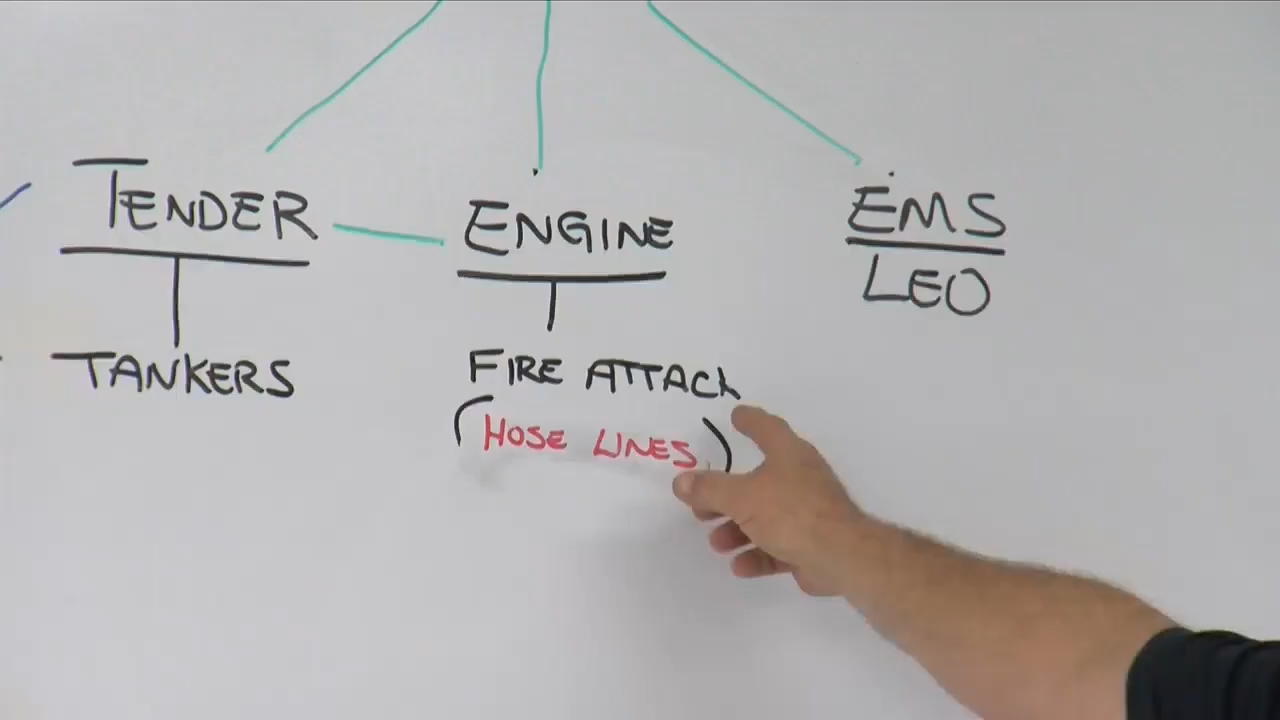 TENDER
TANKERS
ENGINE
FIRE ATTACK
(HOSE LINES)
EMS
LEO